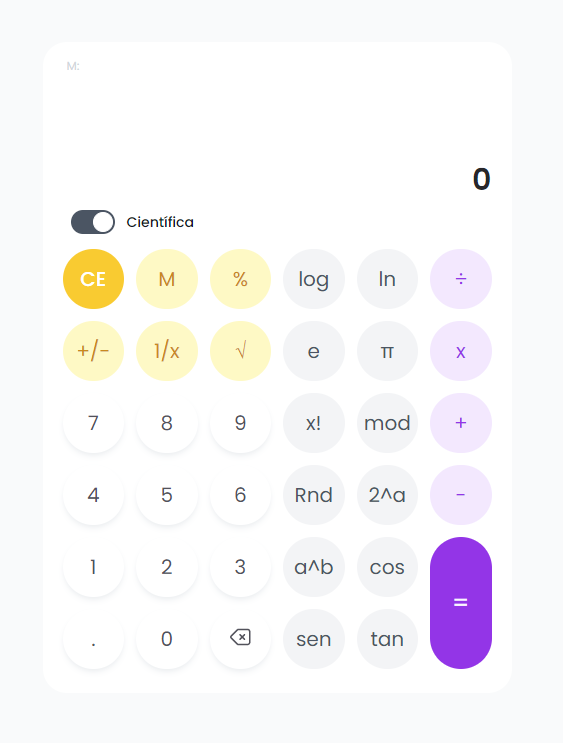 M:
0
Científica
CE M % log ln ÷
+/- 1/x √ e π x
7 8 9 x! mod +
4 5 6 Rnd 2^a -
1 2 3 a^b cos =
. 0 sen tan